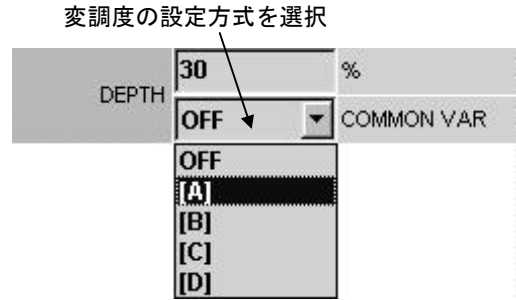 変調度の設定方式を選択
30 %
DEPTH
OFF COMMON VAR
OFF
[A]
[B]
[C]
[D]